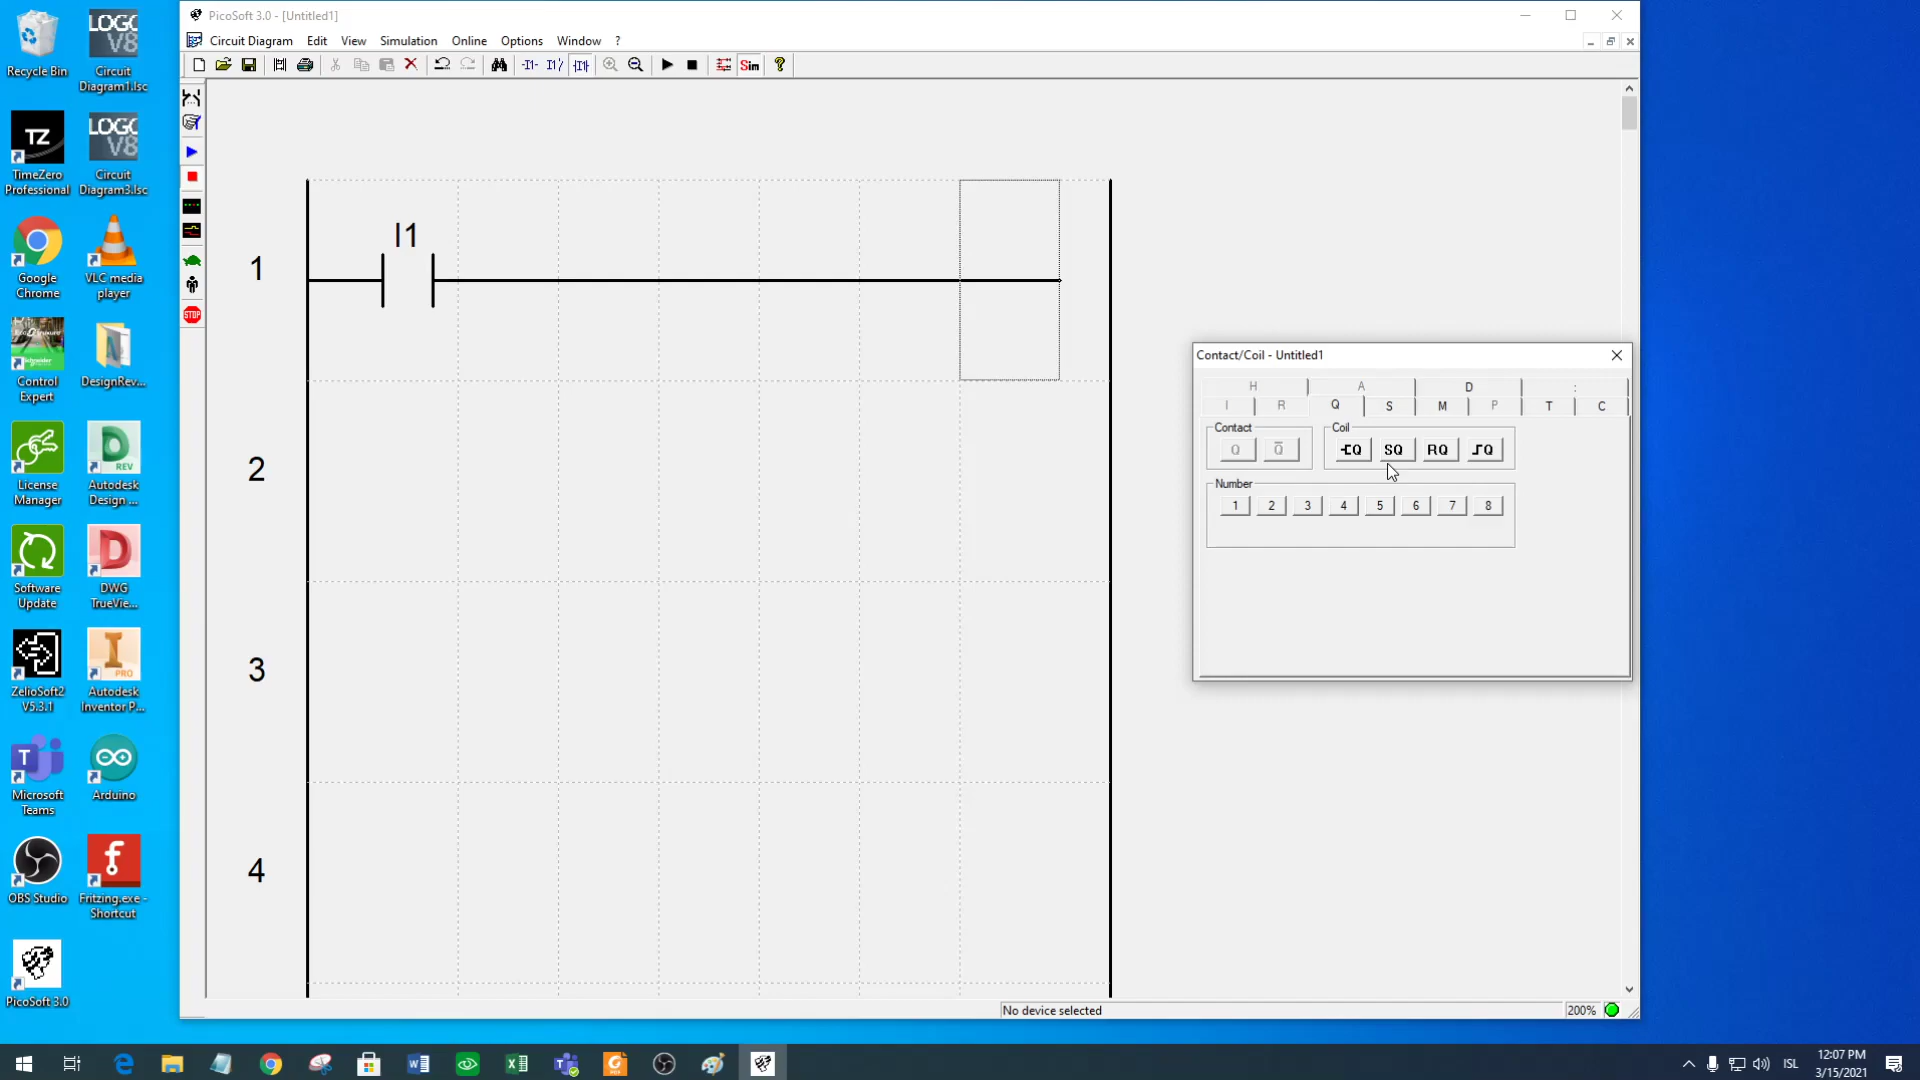 PicoSoft 3.0 - [Untitled1]
Circuit Diagram Edit View Simulation Online Options Window ?
Sim
STOP
1
I1
2
3
4
Contact/Coil - Untitled1
H A D :
I R Q S M P T C
Contact Coil
Q Q̅ SQ RQ Q
Number
1 2 3 4 5 6 7 8
No device selected 200%
Recycle Bin
LOGO V8
Circuit Diagram1.lsc
TZ
TimeZero Professional
LOGO V8
Circuit Diagram3.lsc
Google Chrome
VLC media player
Control Expert
DesignRev...
License Manager
REV
Autodesk Design ...
Software Update
DWG TrueVie...
ZelioSoft2 V5.3.1
PRO
Autodesk Inventor P...
Microsoft Teams
Arduino
OBS Studio
Fritzing.exe - Shortcut
PicoSoft 3.0
ISL
12:07 PM
3/15/2021